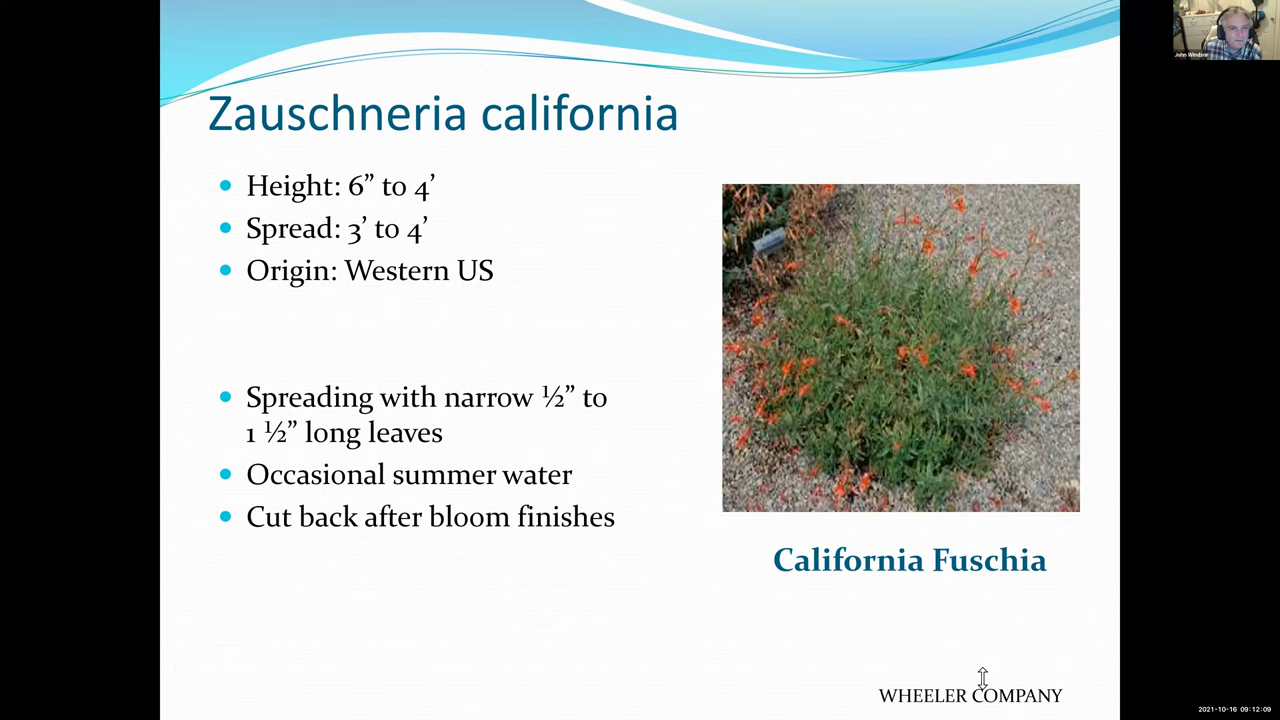 John Windsor
Zauschneria california
Height: 6” to 4’
Spread: 3’ to 4’
Origin: Western US
Spreading with narrow ½” to
1 ½” long leaves
Occasional summer water
Cut back after bloom finishes
California Fuschia
WHEELER COMPANY
2021-10-16 09:12:09